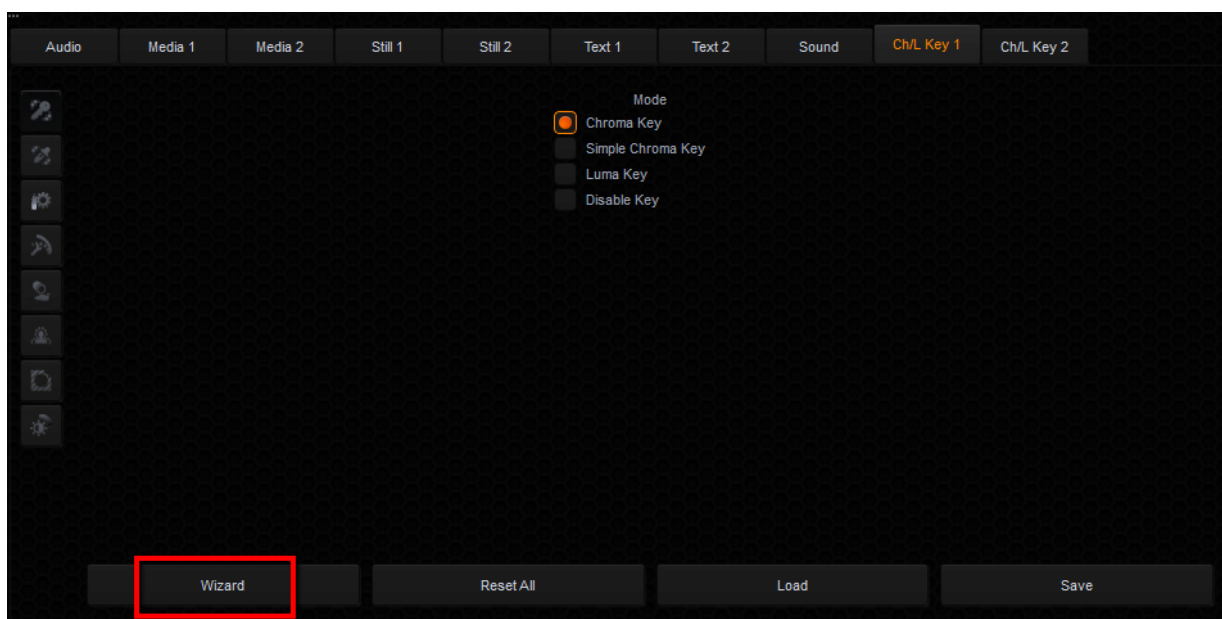 Audio Media 1 Media 2 Still 1 Still 2 Text 1 Text 2 Sound Ch/L Key 1 Ch/L Key 2
Mode
Chroma Key
Simple Chroma Key
Luma Key
Disable Key
Wizard Reset All Load Save